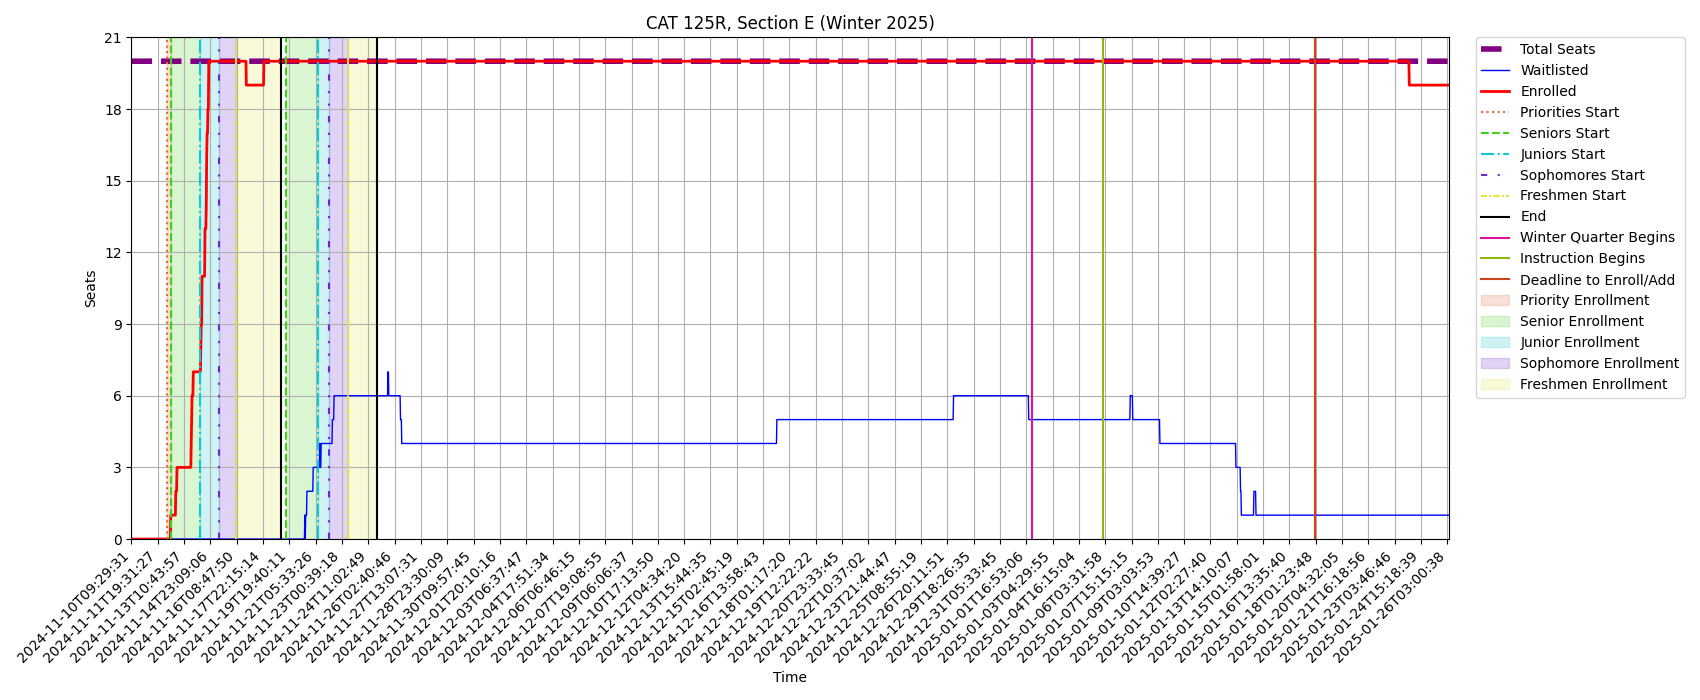 CAT 125R, Section E (Winter 2025)
21
18
15
12
9
6
3
0
Seats
2024-11-10T09:29:31
2024-11-11T19:31:27
2024-11-13T10:43:57
2024-11-14T23:09:06
2024-11-16T08:47:50
2024-11-17T22:15:14
2024-11-19T19:40:11
2024-11-21T05:33:26
2024-11-23T00:39:18
2024-11-24T11:02:49
2024-11-26T02:40:46
2024-11-27T13:07:31
2024-11-28T23:30:09
2024-11-30T09:57:45
2024-12-01T20:10:16
2024-12-03T06:37:47
2024-12-04T17:51:34
2024-12-06T06:46:15
2024-12-07T19:08:55
2024-12-09T06:06:37
2024-12-10T17:13:50
2024-12-12T04:34:20
2024-12-13T15:44:35
2024-12-15T02:45:19
2024-12-16T13:58:43
2024-12-18T01:17:20
2024-12-19T12:22:22
2024-12-20T23:33:45
2024-12-22T10:37:02
2024-12-23T21:44:47
2024-12-25T08:55:19
2024-12-26T20:11:51
2024-12-29T18:26:35
2024-12-31T05:33:45
2025-01-01T16:53:06
2025-01-03T04:29:55
2025-01-04T16:15:04
2025-01-06T03:31:58
2025-01-07T15:15:15
2025-01-09T03:03:53
2025-01-10T14:39:27
2025-01-12T02:27:40
2025-01-13T14:10:07
2025-01-15T01:58:01
2025-01-16T13:35:40
2025-01-18T01:23:48
2025-01-20T04:32:05
2025-01-21T16:18:56
2025-01-23T03:46:46
2025-01-24T15:18:39
2025-01-26T03:00:38
Time
Total Seats
Waitlisted
Enrolled
Priorities Start
Seniors Start
Juniors Start
Sophomores Start
Freshmen Start
End
Winter Quarter Begins
Instruction Begins
Deadline to Enroll/Add
Priority Enrollment
Senior Enrollment
Junior Enrollment
Sophomore Enrollment
Freshmen Enrollment